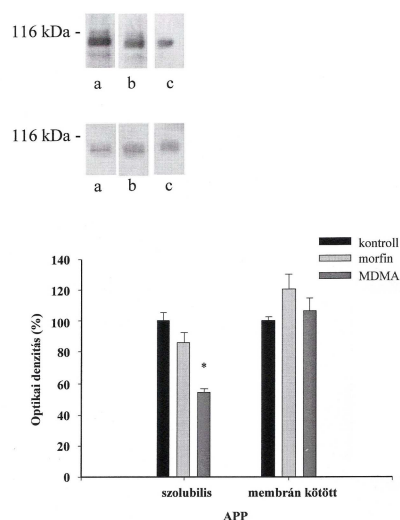 116 kDa -
a b c
116 kDa -
a b c
kontroll
morfin
MDMA
140
120
100
80
60
40
20
0
Optikai denzitás (%)
*
szolubilis membrán kötött
APP